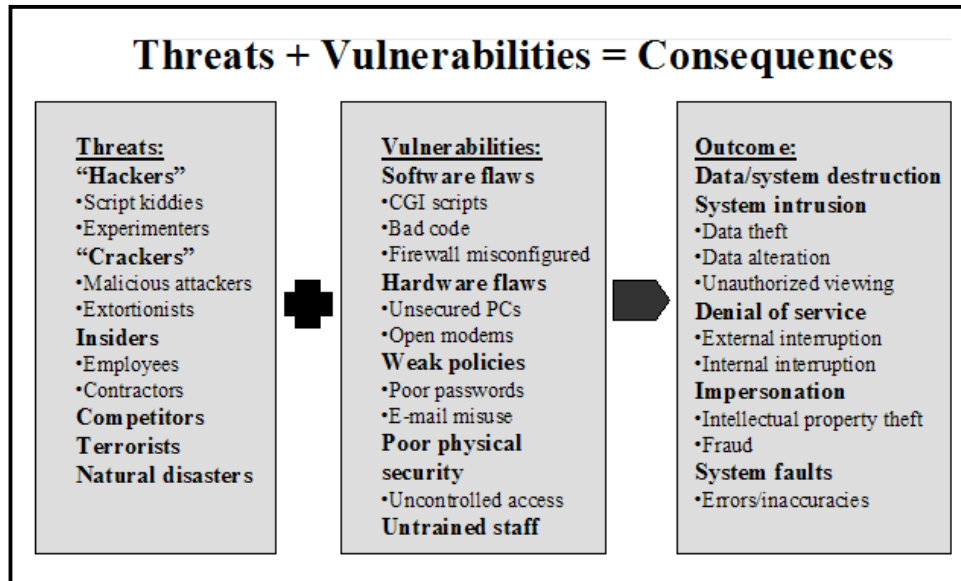 Threats + Vulnerabilities = Consequences
Threats:
“Hackers”
•Script kiddies
•Experimenters
“Crackers”
•Malicious attackers
•Extortionists
Insiders
•Employees
•Contractors
Competitors
Terrorists
Natural disasters
Vulnerabilities:
Software flaws
•CGI scripts
•Bad code
•Firewall misconfigured
Hardware flaws
•Unsecured PCs
•Open modems
Weak policies
•Poor passwords
•E-mail misuse
Poor physical
security
•Uncontrolled access
Untrained staff
Outcome:
Data/system destruction
System intrusion
•Data theft
•Data alteration
•Unauthorized viewing
Denial of service
•External interruption
•Internal interruption
Impersonation
•Intellectual property theft
•Fraud
System faults
•Errors/inaccuracies